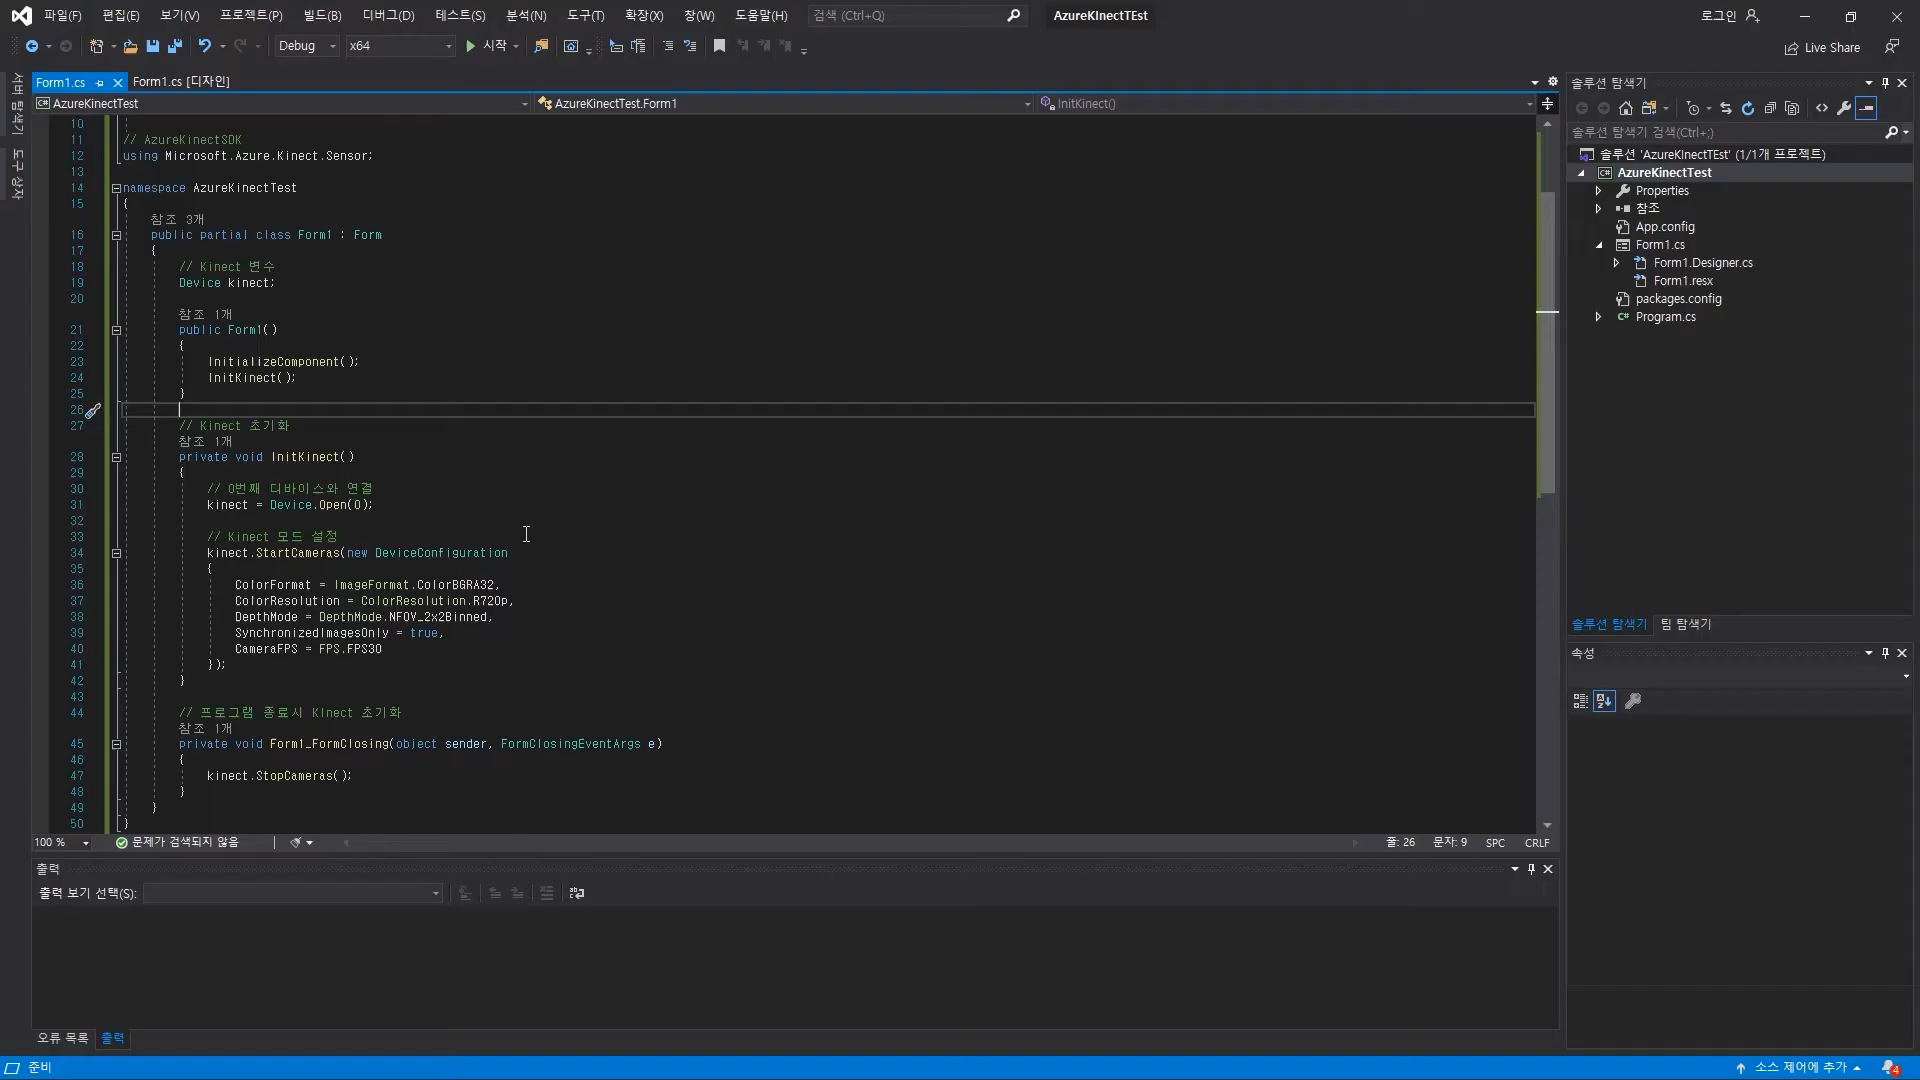 파일(F) 편집(E) 보기(V) 프로젝트(P) 빌드(B) 디버그(D) 테스트(S) 분석(N) 도구(T) 확장(X) 창(W) 도움말(H) 검색 (Ctrl+Q) AzureKInectTEst 로그인
Debug x64 시작 Live Share
서버 탐색기
도구 상자
Form1.cs Form1.cs [디자인]
AzureKinectTest AzureKinectTest.Form1 InitKinect()
10
11 // AzureKinectSDK
12 using Microsoft.Azure.Kinect.Sensor;
13
14 namespace AzureKinectTest
15 {
참조 3개
16 public partial class Form1 : Form
17 {
18 // Kinect 변수
19 Device kinect;
20
참조 1개
21 public Form1()
22 {
23 InitializeComponent();
24 InitKinect();
25 }
26
27 // Kinect 초기화
참조 1개
28 private void InitKinect()
29 {
30 // 0번째 디바이스와 연결
31 kinect = Device.Open(0);
32
33 // Kinect 모드 설정
34 kinect.StartCameras(new DeviceConfiguration
35 {
36 ColorFormat = ImageFormat.ColorBGRA32,
37 ColorResolution = ColorResolution.R720p,
38 DepthMode = DepthMode.NFOV_2x2Binned,
39 SynchronizedImagesOnly = true,
40 CameraFPS = FPS.FPS30
41 });
42 }
43
44 // 프로그램 종료시 KInect 초기화
참조 1개
45 private void Form1_FormClosing(object sender, FormClosingEventArgs e)
46 {
47 kinect.StopCameras();
48 }
49 }
50 }
100 % 문제가 검색되지 않음 줄: 26 문자: 9 SPC CRLF
출력
출력 보기 선택(S):
오류 목록 출력
준비 소스 제어에 추가 4
솔루션 탐색기
솔루션 탐색기 검색(Ctrl+;)
솔루션 'AzureKInectTEst' (1/1개 프로젝트)
AzureKinectTest
Properties
참조
App.config
Form1.cs
Form1.Designer.cs
Form1.resx
packages.config
Program.cs
솔루션 탐색기 팀 탐색기
속성